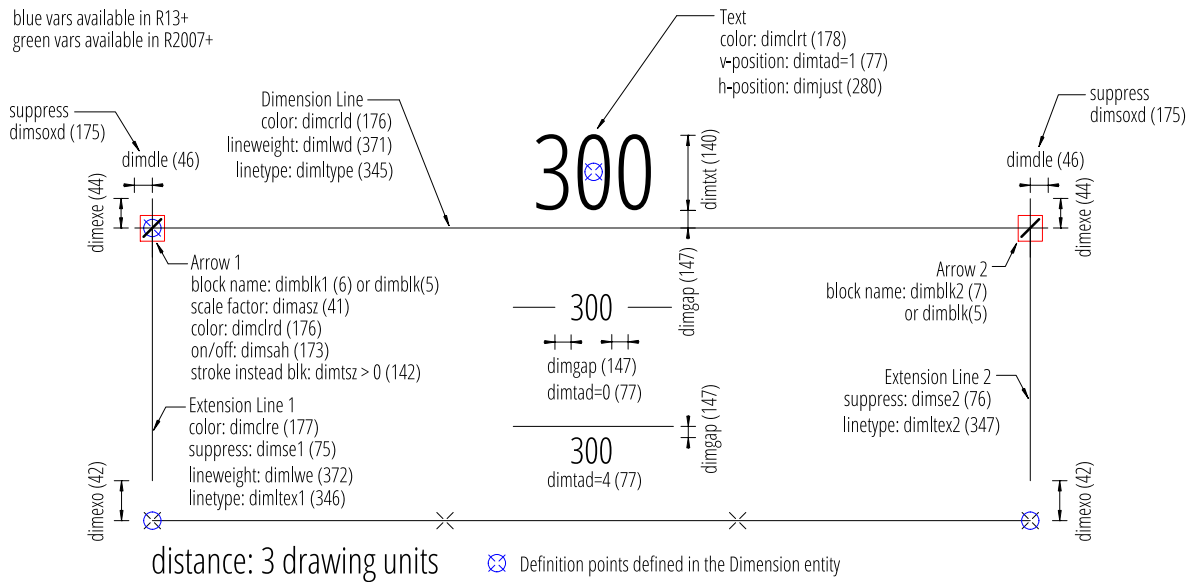 blue vars available in R13+
green vars available in R2007+
Text
color: dimclrt (178)
v-position: dimtad=1 (77)
h-position: dimjust (280)
suppress
dimsoxd (175)
dimdle (46)
dimexe (44)
Dimension Line
color: dimcrld (176)
lineweight: dimlwd (371)
linetype: dimltype (345)
300
dimtxt (140)
dimgap (147)
suppress
dimsoxd (175)
dimdle (46)
dimexe (44)
Arrow 1
block name: dimblk1 (6) or dimblk(5)
scale factor: dimasz (41)
color: dimclrd (176)
on/off: dimsah (173)
stroke instead blk: dimtsz > 0 (142)
300
dimgap (147)
dimtad=0 (77)
Arrow 2
block name: dimblk2 (7)
or dimblk(5)
Extension Line 1
color: dimclre (177)
suppress: dimse1 (75)
lineweight: dimlwe (372)
linetype: dimltex1 (346)
300
dimtad=4 (77)
dimgap (147)
Extension Line 2
suppress: dimse2 (76)
linetype: dimltex2 (347)
dimexo (42)
dimexo (42)
distance: 3 drawing units
Definition points defined in the Dimension entity